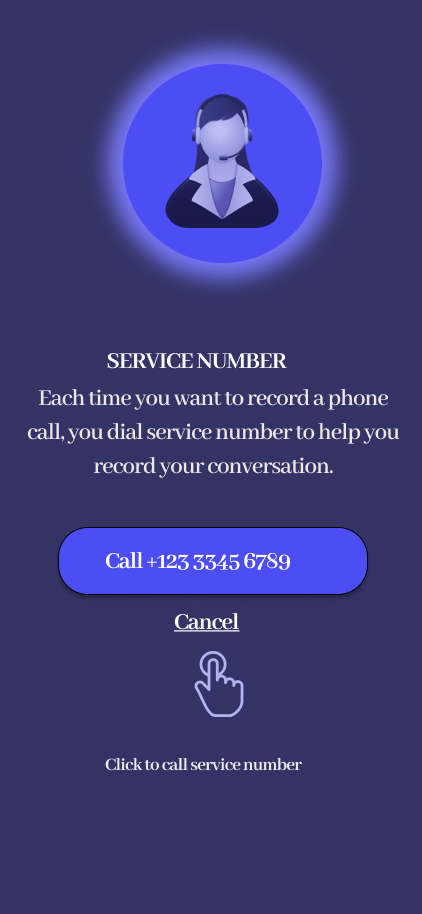 SERVICE NUMBER
Each time you want to record a phone
call, you dial service number to help you
record your conversation.
Call +123 3345 6789
Cancel
Click to call service number